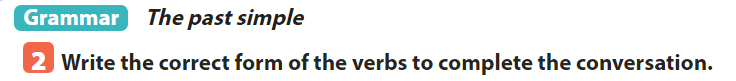 Grammar The past simple
2 Write the correct form of the verbs to complete the conversation.